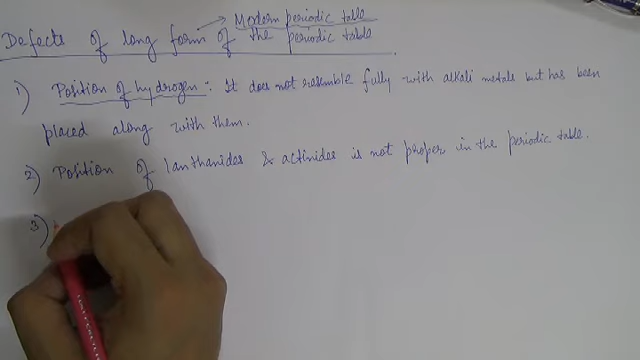 Modern periodic table
Defects of long form of the periodic table
1) Position of hydrogen :- It does not resemble fully with alkali metals but has been
placed along with them.
2) Position of lanthanides & actinides is not proper in the periodic table.
3)